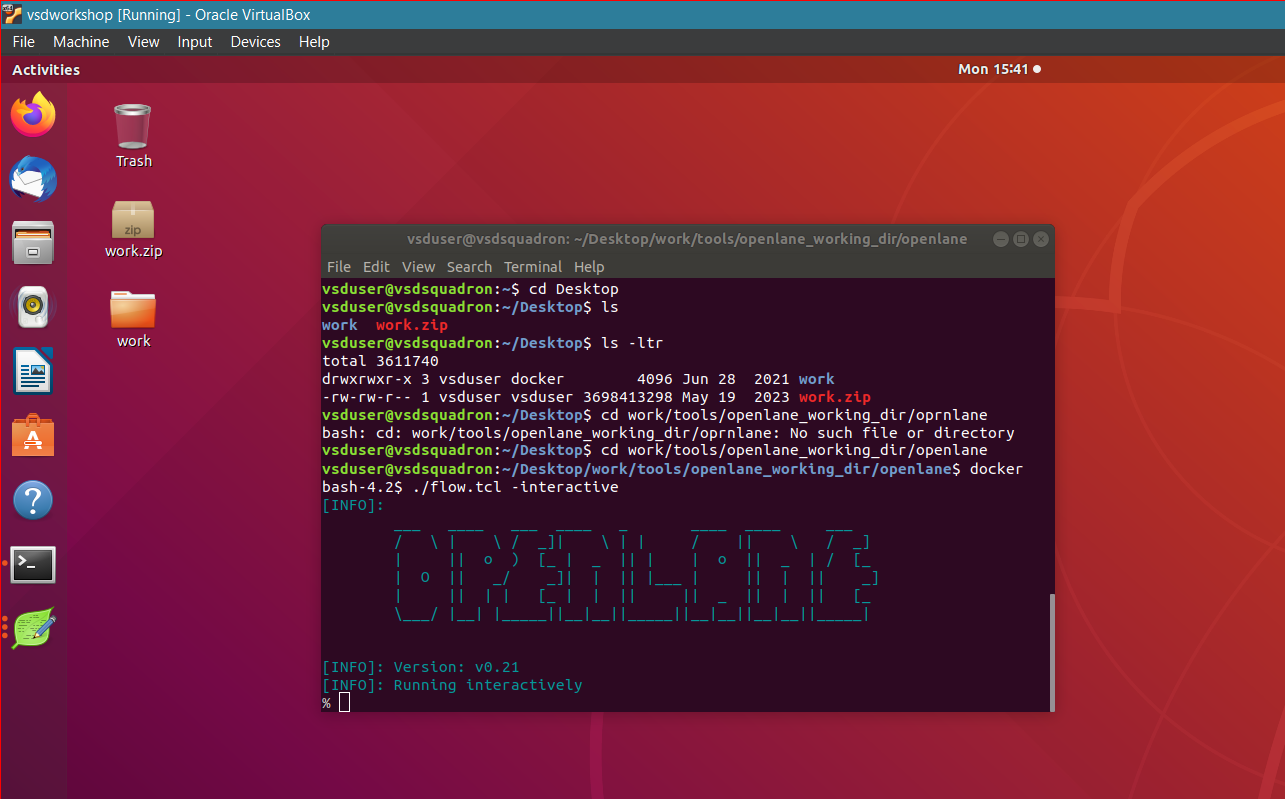 vsdworkshop [Running] - Oracle VirtualBox
File Machine View Input Devices Help
Activities
Mon 15:41
Trash
zip
work.zip
work
vsduser@vsdsquadron: ~/Desktop/work/tools/openlane_working_dir/openlane
File Edit View Search Terminal Help
vsduser@vsdsquadron:~$ cd Desktop
vsduser@vsdsquadron:~/Desktop$ ls
work work.zip
vsduser@vsdsquadron:~/Desktop$ ls -ltr
total 3611740
drwxrwxr-x 3 vsduser docker 4096 Jun 28 2021 work
-rw-rw-r-- 1 vsduser vsduser 3698413298 May 19 2023 work.zip
vsduser@vsdsquadron:~/Desktop$ cd work/tools/openlane_working_dir/oprnlane
bash: cd: work/tools/openlane_working_dir/oprnlane: No such file or directory
vsduser@vsdsquadron:~/Desktop$ cd work/tools/openlane_working_dir/openlane
vsduser@vsdsquadron:~/Desktop/work/tools/openlane_working_dir/openlane$ docker
bash-4.2$ ./flow.tcl -interactive
[INFO]:
OPENLANE
[INFO]: Version: v0.21
[INFO]: Running interactively
%